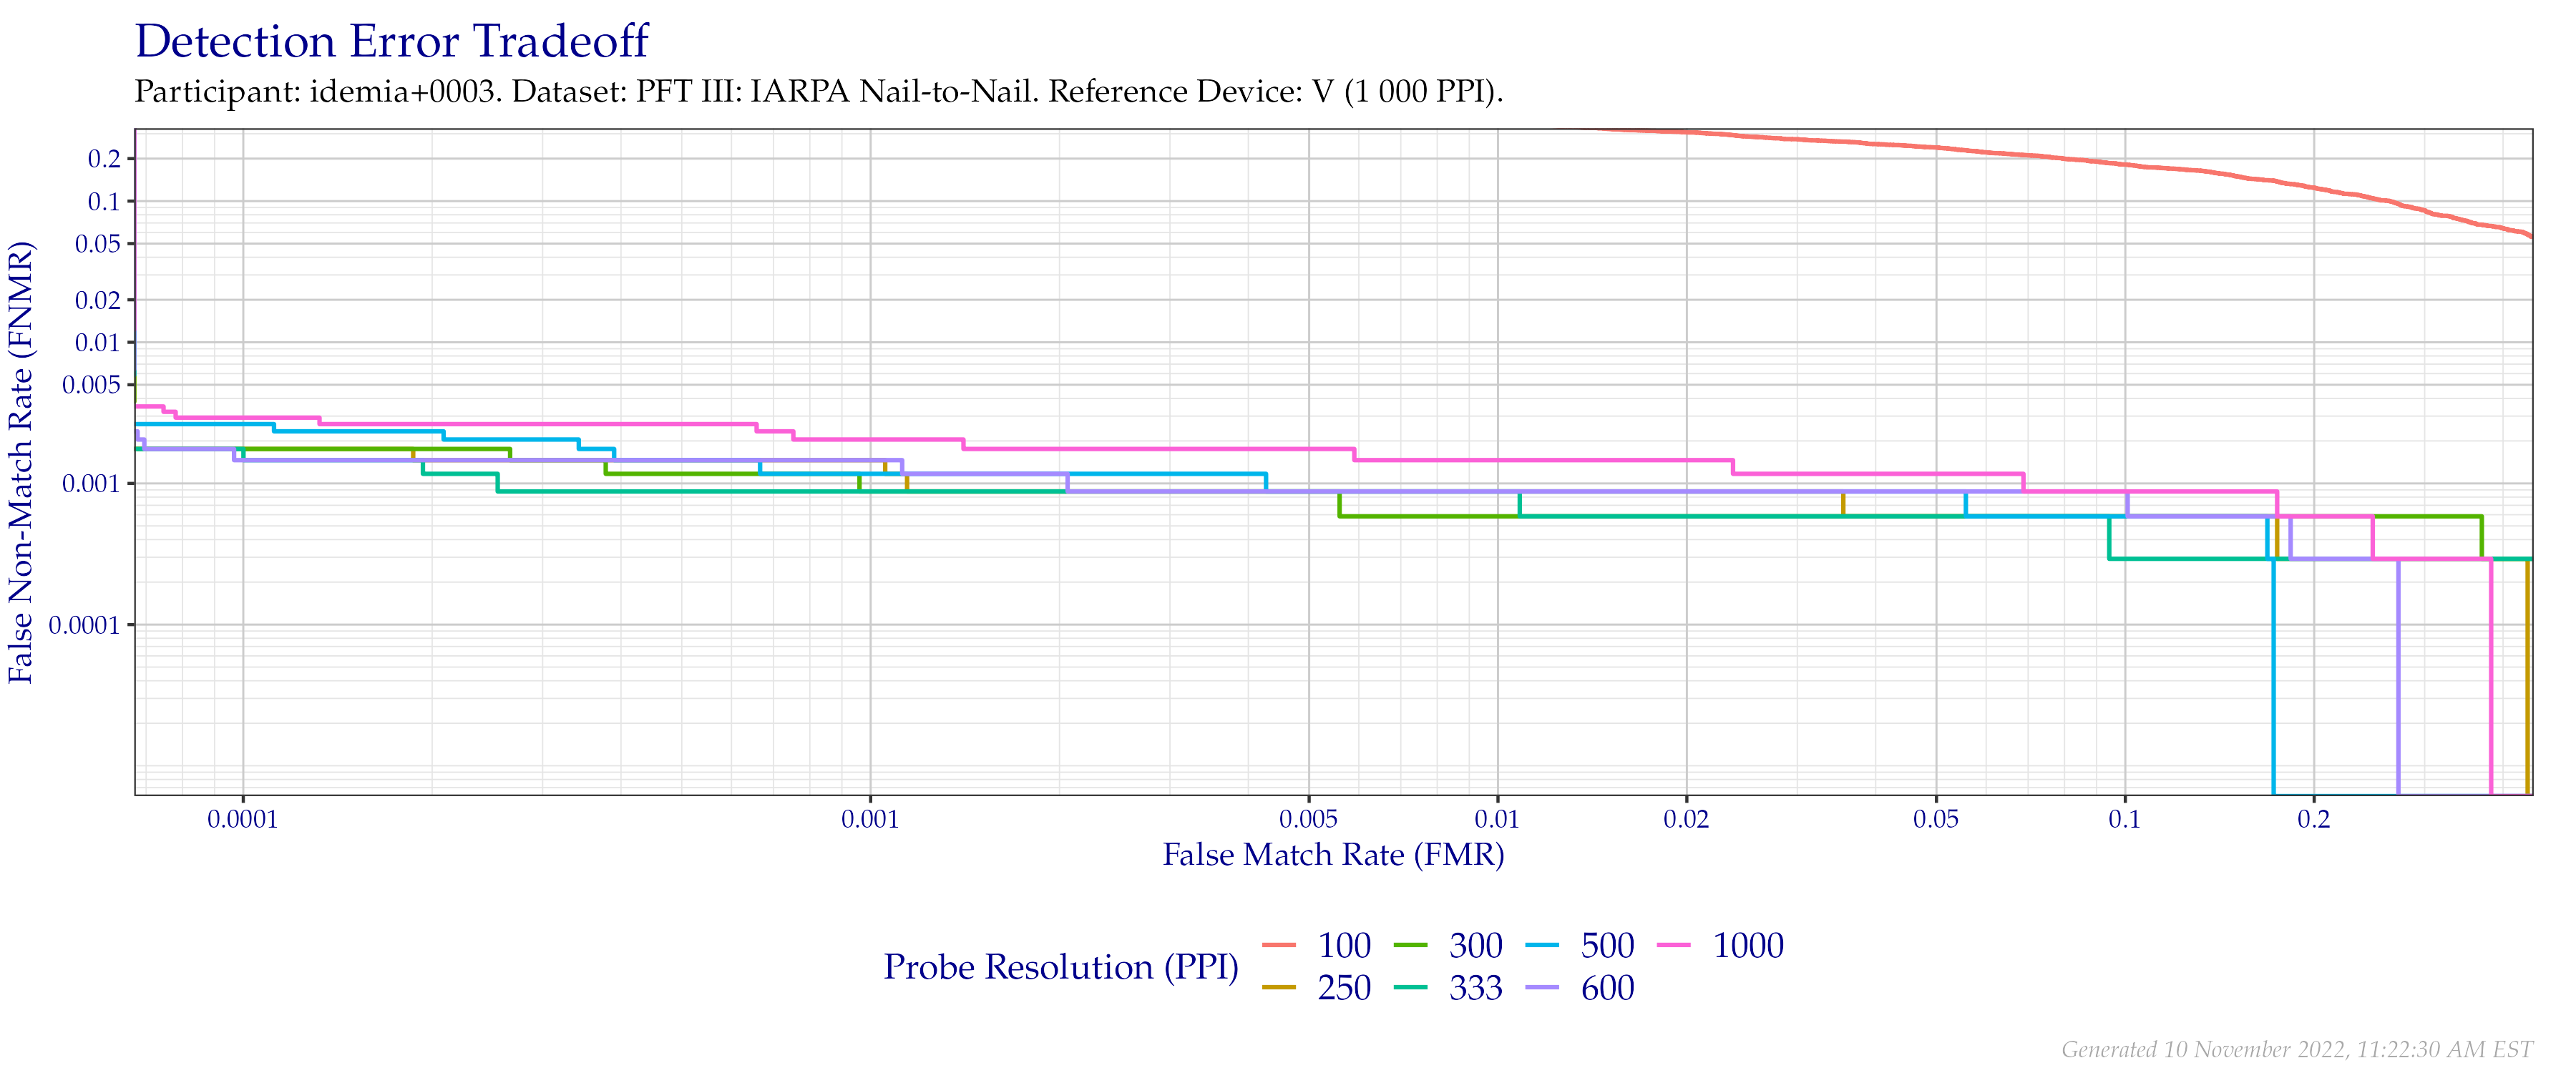 Detection Error Tradeoff
Participant: idemia+0003. Dataset: PFT III: IARPA Nail-to-Nail. Reference Device: V (1 000 PPI).
False Non-Match Rate (FNMR)
0.2
0.1
0.05
0.02
0.01
0.005
0.001
0.0001
0.0001 0.001 0.005 0.01 0.02 0.05 0.1 0.2
False Match Rate (FMR)
Probe Resolution (PPI)
100 300 500 1000
250 333 600
Generated 10 November 2022, 11:22:30 AM EST